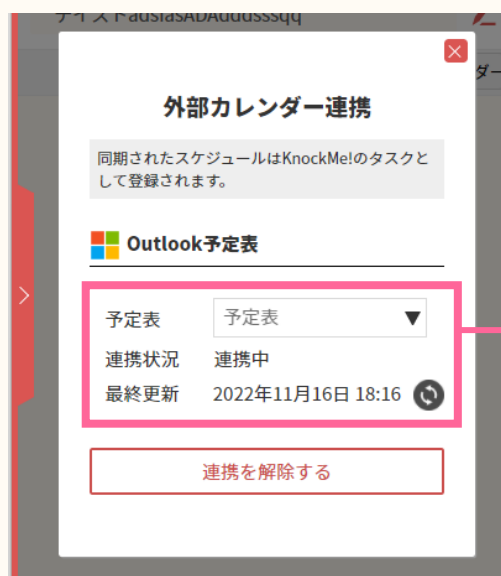 外部カレンダー連携
同期されたスケジュールはKnockMe!のタスクと
して登録されます。
Outlook予定表
予定表 予定表
連携状況 連携中
最終更新 2022年11月16日 18:16
連携を解除する